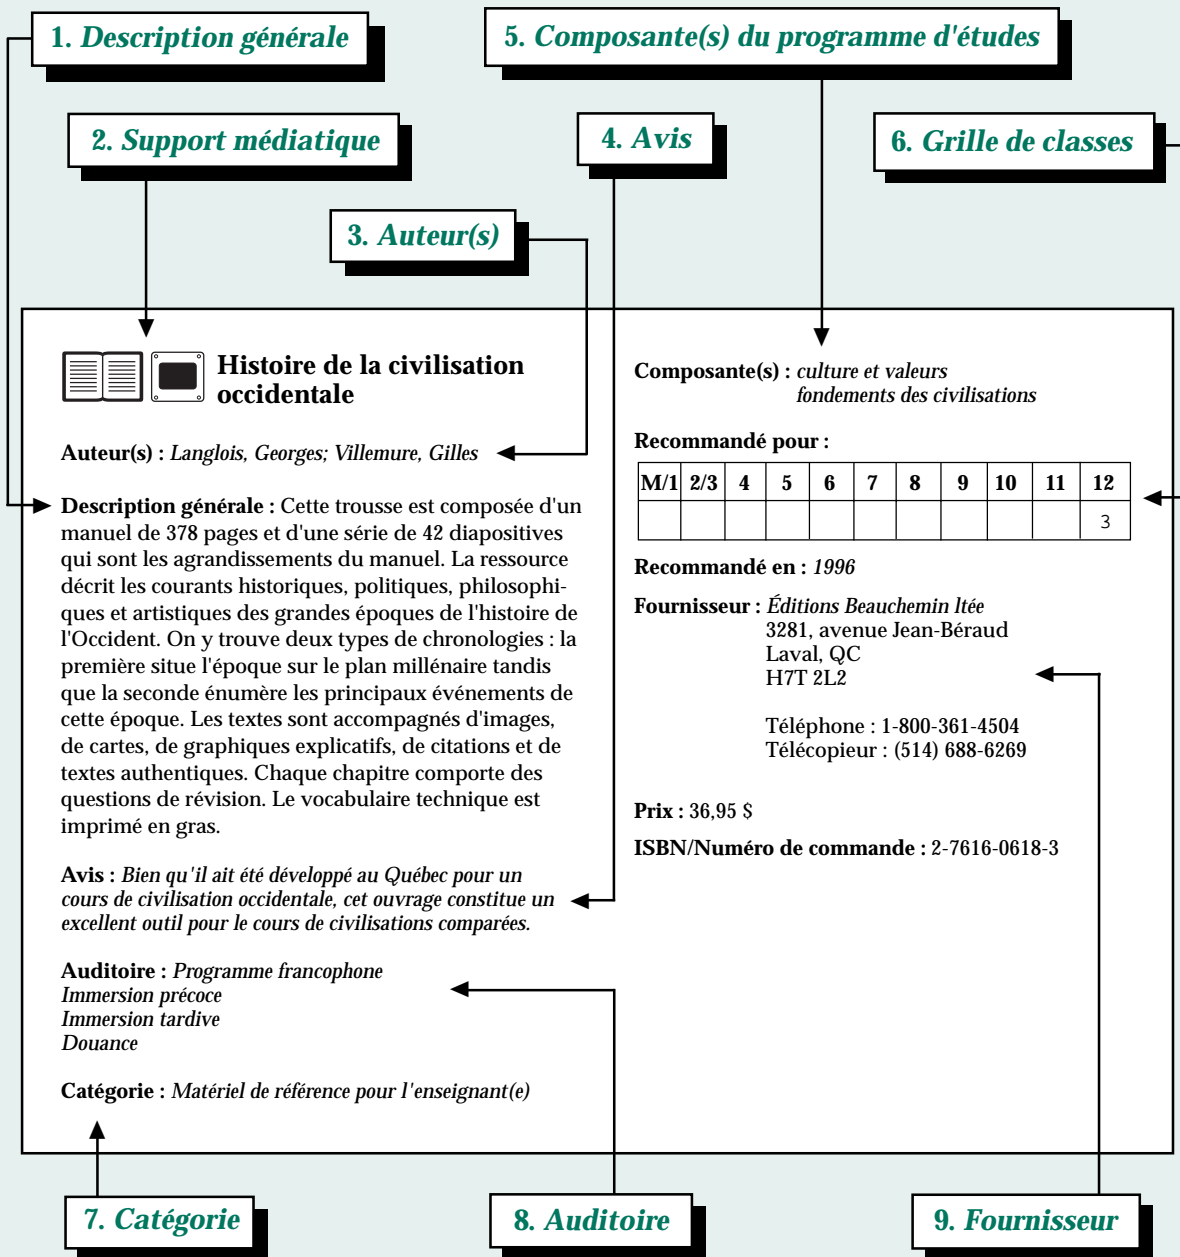 1. Description générale
5. Composante(s) du programme d'études
2. Support médiatique
4. Avis
6. Grille de classes
3. Auteur(s)
Histoire de la civilisation
occidentale
Auteur(s) : Langlois, Georges; Villemure, Gilles
Description générale : Cette trousse est composée d'un
manuel de 378 pages et d'une série de 42 diapositives
qui sont les agrandissements du manuel. La ressource
décrit les courants historiques, politiques, philosophi-
ques et artistiques des grandes époques de l'histoire de
l'Occident. On y trouve deux types de chronologies : la
première situe l'époque sur le plan millénaire tandis
que la seconde énumère les principaux événements de
cette époque. Les textes sont accompagnés d'images,
de cartes, de graphiques explicatifs, de citations et de
textes authentiques. Chaque chapitre comporte des
questions de révision. Le vocabulaire technique est
imprimé en gras.
Avis : Bien qu'il ait été développé au Québec pour un
cours de civilisation occidentale, cet ouvrage constitue un
excellent outil pour le cours de civilisations comparées.
Auditoire : Programme francophone
Immersion précoce
Immersion tardive
Douance
Catégorie : Matériel de référence pour l'enseignant(e)
Composante(s) : culture et valeurs
fondements des civilisations
Recommandé pour :
M/1 2/3 4 5 6 7 8 9 10 11 12
3
Recommandé en : 1996
Fournisseur : Éditions Beauchemin ltée
3281, avenue Jean-Béraud
Laval, QC
H7T 2L2
Téléphone : 1-800-361-4504
Télécopieur : (514) 688-6269
Prix : 36,95 $
ISBN/Numéro de commande : 2-7616-0618-3
7. Catégorie
8. Auditoire
9. Fournisseur